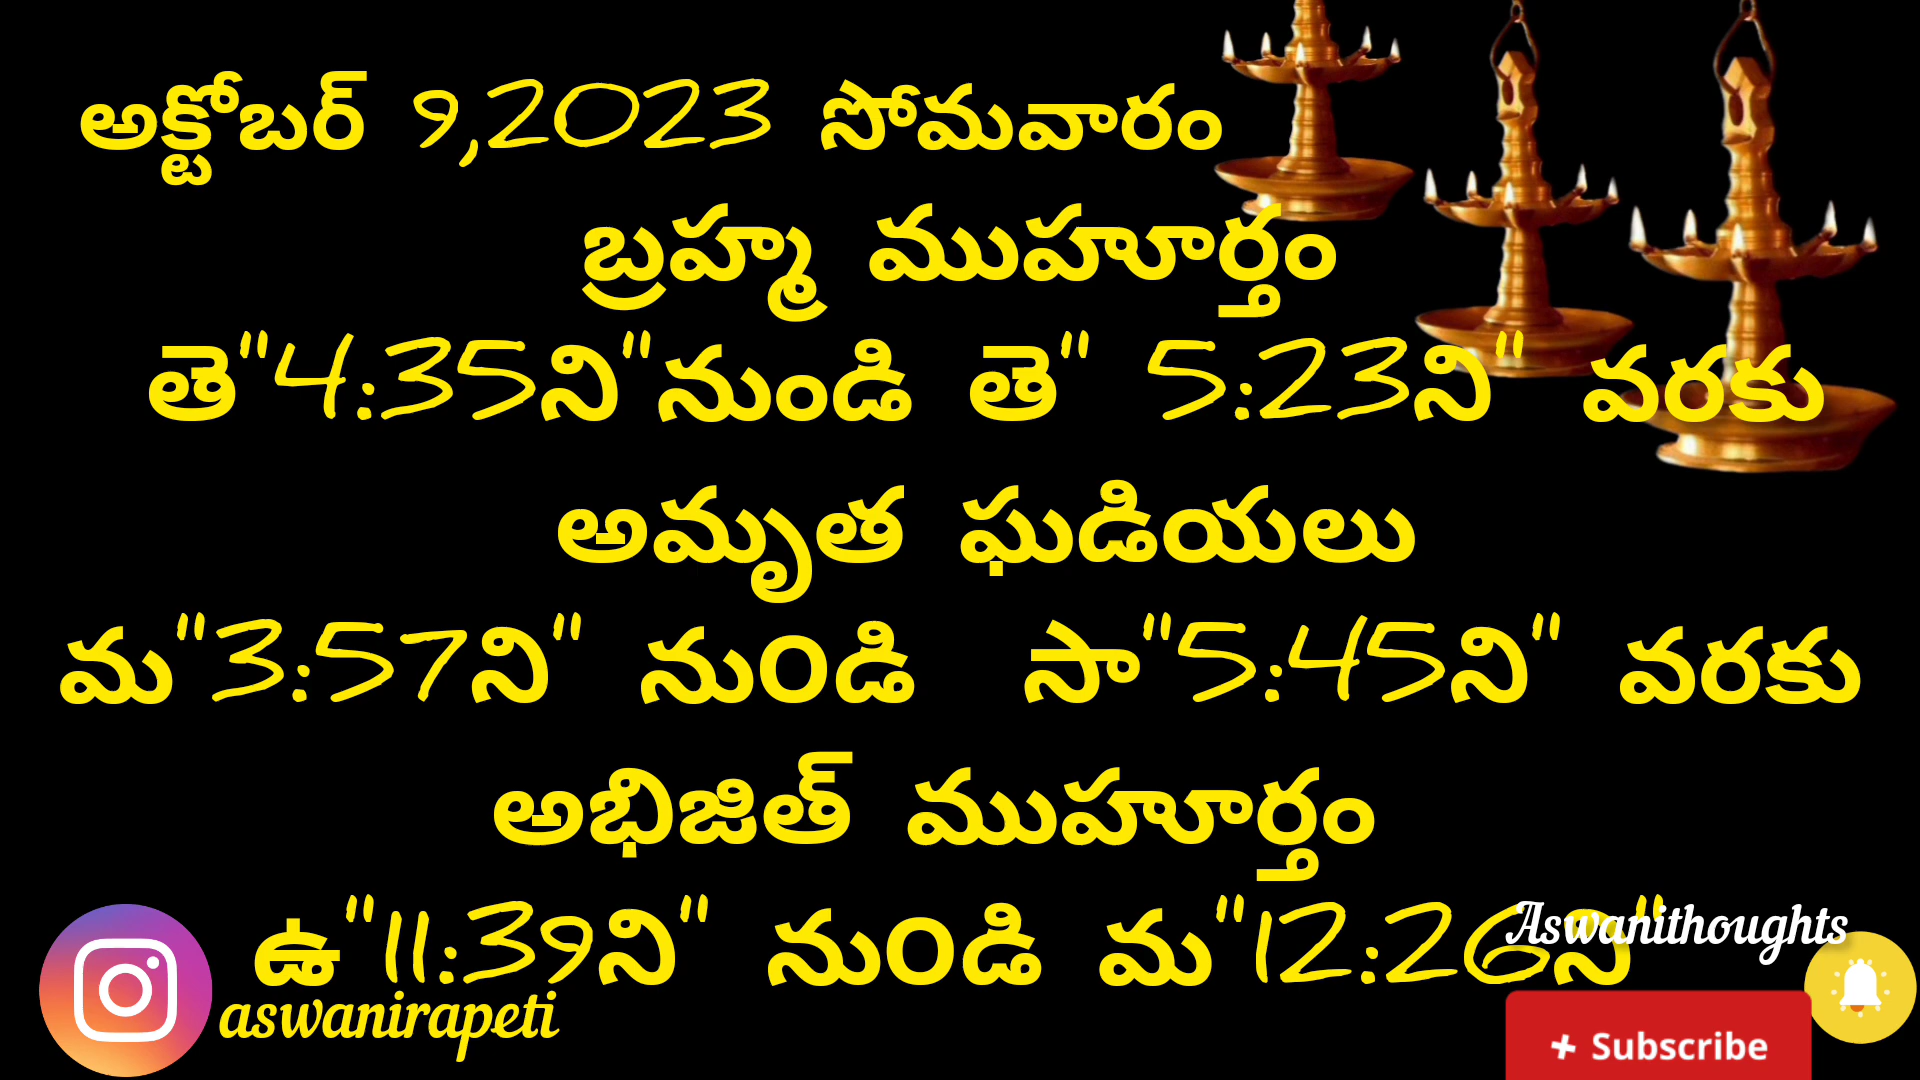 అక్టోబర్ 9,2023 సోమవారం
బ్రహ్మ ముహూర్తం
తె"4:35ని"నుండి తె" 5:23ని" వరకు
అమృత ఘడియలు
మ"3:57ని" నుండి సా"5:45ని" వరకు
అభిజిత్ ముహూర్తం
ఉ"11:39ని" నుండి మ"12:26ని"
Aswanithoughts
aswanirapeti
+ Subscribe